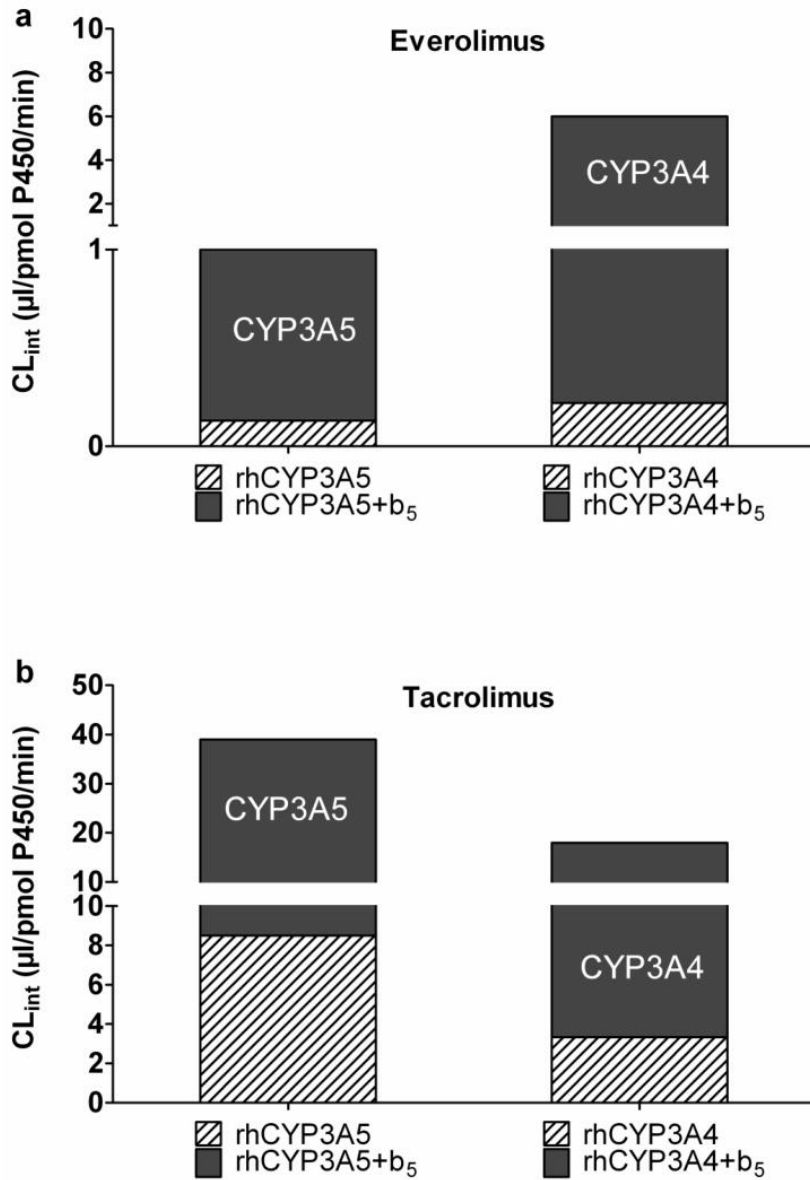 a
Everolimus
CL_int (µl/pmol P450/min)
10
8
6
4
2
1
0
CYP3A5
CYP3A4
rhCYP3A5
rhCYP3A5+b₅
rhCYP3A4
rhCYP3A4+b₅
b
Tacrolimus
CL_int (µl/pmol P450/min)
50
40
30
20
10
10
8
6
4
2
0
CYP3A5
CYP3A4
rhCYP3A5
rhCYP3A5+b₅
rhCYP3A4
rhCYP3A4+b₅